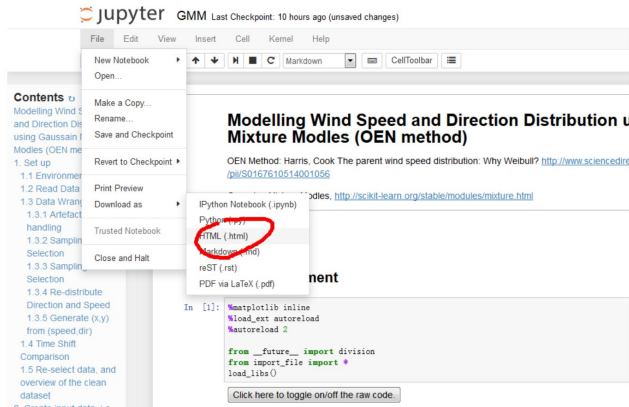 jupyter GMM Last Checkpoint: 10 hours ago (unsaved changes)
File Edit View Insert Cell Kernel Help
New Notebook
Open...
Make a Copy...
Rename...
Save and Checkpoint
Revert to Checkpoint
Print Preview
Download as
Trusted Notebook
Close and Halt
Markdown
CellToolbar
IPython Notebook (.ipynb)
Python (.py)
HTML (.html)
Markdown (.md)
reST (.rst)
PDF via LaTeX (.pdf)
Contents
Modelling Wind S
and Direction Dis
using Gaussain M
Modles (OEN me
1. Set up
1.1 Environmer
1.2 Read Data
1.3 Data Wrang
1.3.1 Artefact
handling
1.3.2 Samplin
Selection
1.3.3 Sampling
Selection
1.3.4 Re-distribute
Direction and Speed
1.3.5 Generate (x,y)
from (speed,dir)
1.4 Time Shift
Comparison
1.5 Re-select data, and
overview of the clean
dataset
Modelling Wind Speed and Direction Distribution u
Mixture Modles (OEN method)
OEN Method: Harris, Cook The parent wind speed distribution: Why Weibull? http://www.sciencedire
/pii/S0167610514001056
odles, http://scikit-learn.org/stable/modules/mixture.html
ment
In [1]: %matplotlib inline
%load_ext autoreload
%autoreload 2
from __future__ import division
from import_file import *
load_libs()
Click here to toggle on/off the raw code.